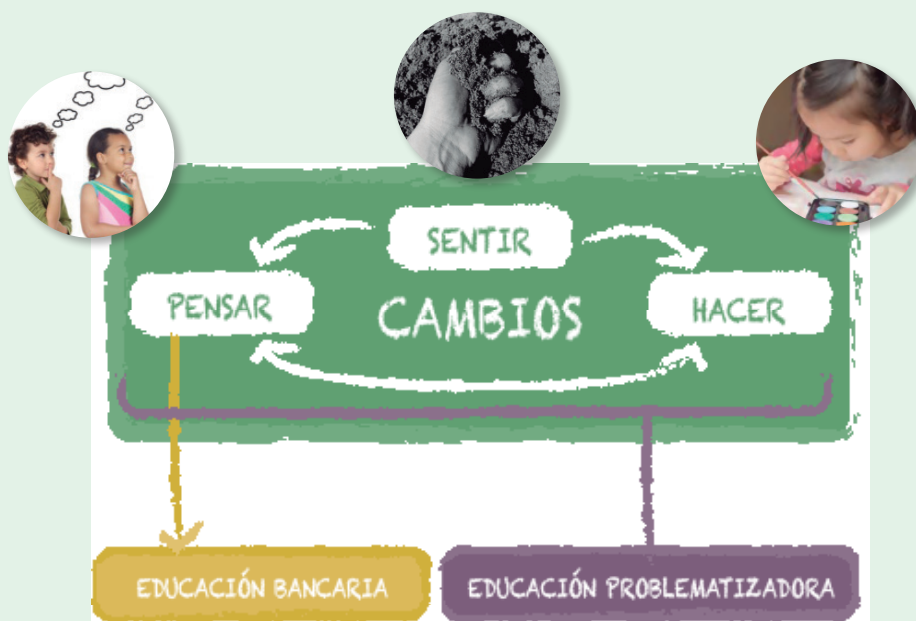 SENTIR
PENSAR
CAMBIOS
HACER
EDUCACIÓN BANCARIA
EDUCACIÓN PROBLEMATIZADORA